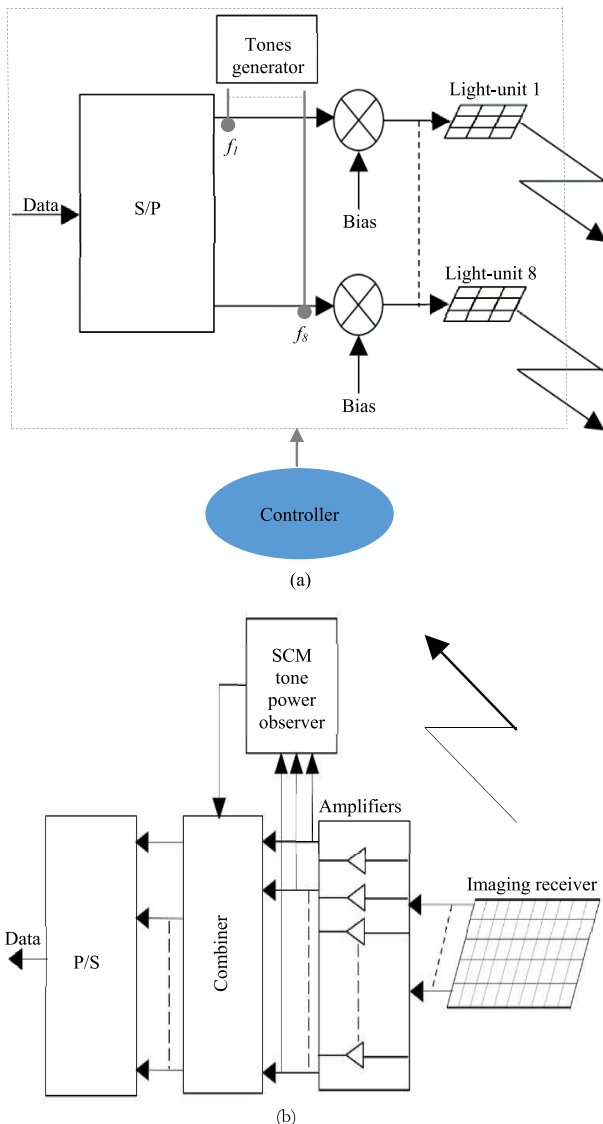 Tones
generator
Light-unit 1
f1
Data
S/P
Bias
Light-unit 8
f8
Bias
Controller
(a)
SCM
tone
power
observer
Amplifiers
Imaging receiver
Data
P/S
Combiner
(b)